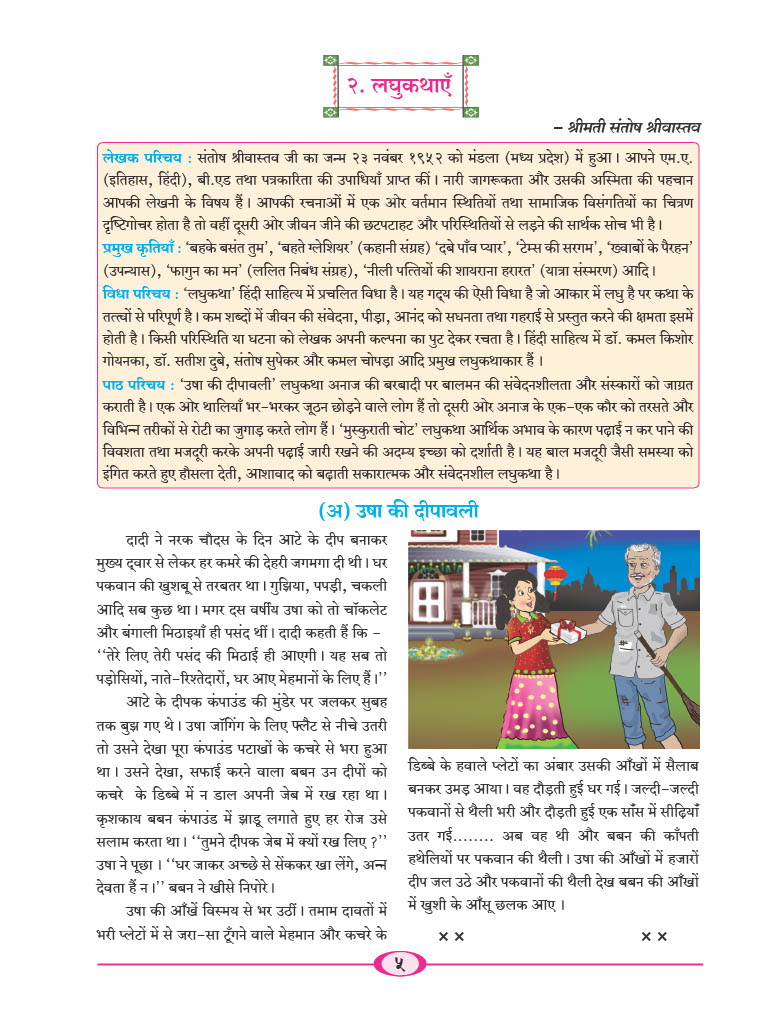 २. लघुकथाएँ
– श्रीमती संतोष श्रीवास्तव
लेखक परिचय : संतोष श्रीवास्तव जी का जन्म २३ नवंबर १९५२ को मंडला (मध्य प्रदेश) में हुआ । आपने एम.ए.
(इतिहास, हिंदी), बी.एड तथा पत्रकारिता की उपाधियाँ प्राप्त कीं । नारी जागरूकता और उसकी अस्मिता की पहचान
आपकी लेखनी के विषय हैं । आपकी रचनाओं में एक ओर वर्तमान स्थितियों तथा सामाजिक विसंगतियों का चित्रण
दृष्टिगोचर होता है तो वहीं दूसरी ओर जीवन जीने की छटपटाहट और परिस्थितियों से लड़ने की सार्थक सोच भी है ।
प्रमुख कृतियाँ : ‘बहके बसंत तुम’, ‘बहते ग्लेशियर’ (कहानी संग्रह) ‘दबे पाँव प्यार’, ‘टेम्स की सरगम’, ‘ख्वाबों के पैरहन’
(उपन्यास), ‘फागुन का मन’ (ललित निबंध संग्रह), ‘नीली पत्तियों की शायराना हरारत’ (यात्रा संस्मरण) आदि ।
विधा परिचय : ‘लघुकथा’ हिंदी साहित्य में प्रचलित विधा है । यह गद्य की ऐसी विधा है जो आकार में लघु है पर कथा के
तत्त्वों से परिपूर्ण है । कम शब्दों में जीवन की संवेदना, पीड़ा, आनंद को सघनता तथा गहराई से प्रस्तुत करने की क्षमता इसमें
होती है । किसी परिस्थिति या घटना को लेखक अपनी कल्पना का पुट देकर रचता है । हिंदी साहित्य में डॉ. कमल किशोर
गोयनका, डॉ. सतीश दुबे, संतोष सुपेकर और कमल चोपड़ा आदि प्रमुख लघुकथाकार हैं ।
पाठ परिचय : ‘उषा की दीपावली’ लघुकथा अनाज की बरबादी पर बालमन की संवेदनशीलता और संस्कारों को जाग्रत
कराती है । एक ओर थालियाँ भर-भरकर जूठन छोड़ने वाले लोग हैं तो दूसरी ओर अनाज के एक-एक कौर को तरसते और
विभिन्न तरीकों से रोटी का जुगाड़ करते लोग हैं । ‘मुस्कुराती चोट’ लघुकथा आर्थिक अभाव के कारण पढ़ाई न कर पाने की
विवशता तथा मजदूरी करके अपनी पढ़ाई जारी रखने की अदम्य इच्छा को दर्शाती है । यह बाल मजदूरी जैसी समस्या को
इंगित करते हुए हौसला देती, आशावाद को बढ़ाती सकारात्मक और संवेदनशील लघुकथा है ।
(अ) उषा की दीपावली
दादी ने नरक चौदस के दिन आटे के दीप बनाकर
मुख्य द्वार से लेकर हर कमरे की देहरी जगमगा दी थी । घर
पकवान की खुशबू से तरबतर था । गुझिया, पपड़ी, चकली
आदि सब कुछ था । मगर दस वर्षीय उषा को तो चॉकलेट
और बंगाली मिठाइयाँ ही पसंद थीं । दादी कहती हैं कि -
‘‘तेरे लिए तेरी पसंद की मिठाई ही आएगी । यह सब तो
पड़ोसियों, नाते-रिश्तेदारों, घर आए मेहमानों के लिए हैं ।’’
आटे के दीपक कंपाउंड की मुंडेर पर जलकर सुबह
तक बुझ गए थे । उषा जॉगिंग के लिए फ्लैट से नीचे उतरी
तो उसने देखा पूरा कंपाउंड पटाखों के कचरे से भरा हुआ
था । उसने देखा, सफाई करने वाला बबन उन दीपों को
कचरे के डिब्बे में न डाल अपनी जेब में रख रहा था ।
कृशकाय बबन कंपाउंड में झाडू लगाते हुए हर रोज उसे
सलाम करता था । ‘‘तुमने दीपक जेब में क्यों रख लिए ?’’
उषा ने पूछा । ‘‘घर जाकर अच्छे से सेंककर खा लेंगे, अन्न
देवता हैं न ।’’ बबन ने खीसे निपोरे ।
उषा की आँखें विस्मय से भर उठीं । तमाम दावतों में
भरी प्लेटों में से जरा-सा टूँगने वाले मेहमान और कचरे के
डिब्बे के हवाले प्लेटों का अंबार उसकी आँखों में सैलाब
बनकर उमड़ आया । वह दौड़ती हुई घर गई । जल्दी-जल्दी
पकवानों से थैली भरी और दौड़ती हुई एक साँस में सीढ़ियाँ
उतर गई........ अब वह थी और बबन की काँपती
हथेलियों पर पकवान की थैली । उषा की आँखों में हजारों
दीप जल उठे और पकवानों की थैली देख बबन की आँखों
में खुशी के आँसू छलक आए ।
×× ××
५